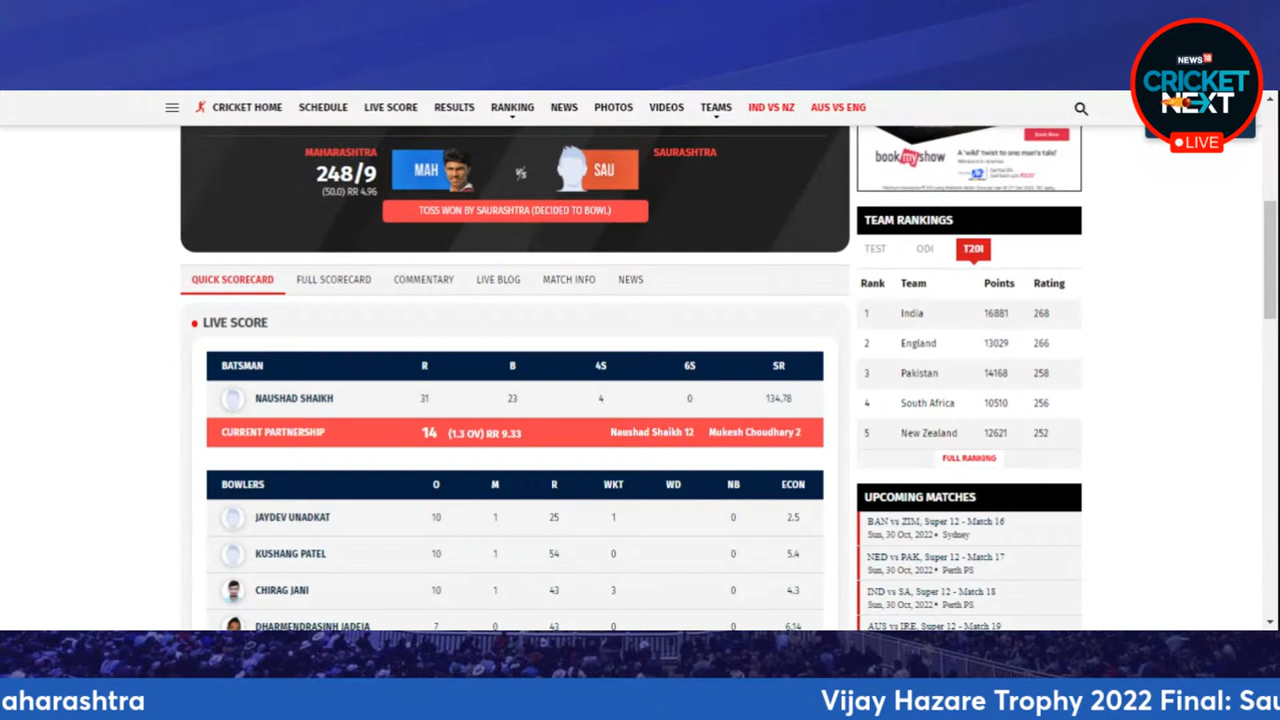 NEWS18
CRICKET
NEXT
LIVE
CRICKET HOME SCHEDULE LIVE SCORE RESULTS RANKING NEWS PHOTOS VIDEOS TEAMS IND VS NZ AUS VS ENG
MAHARASHTRA
248/9
(50.0) RR 4.96
MAH
V/S
SAU
SAURASHTRA
TOSS WON BY SAURASHTRA (DECIDED TO BOWL)
Book Now
bookmyshow
A 'wild' twist to one man's tale!
QUICK SCORECARD FULL SCORECARD COMMENTARY LIVE BLOG MATCH INFO NEWS
LIVE SCORE
BATSMAN R B 4S 6S SR
NAUSHAD SHAIKH 31 23 4 0 134.78
CURRENT PARTNERSHIP 14 (1.3 OV) RR 9.33 Naushad Shaikh 12 Mukesh Choudhary 2
BOWLERS O M R WKT WD NB ECON
JAYDEV UNADKAT 10 1 25 1 0 2.5
KUSHANG PATEL 10 1 54 0 0 5.4
CHIRAG JANI 10 1 43 3 0 4.3
DHARMENDRASINH JADEJA 7 0 43 0 0 6.14
TEAM RANKINGS
TEST ODI T20I
Rank Team Points Rating
1 India 16881 268
2 England 13029 266
3 Pakistan 14168 258
4 South Africa 10510 256
5 New Zealand 12621 252
FULL RANKING
UPCOMING MATCHES
BAN vs ZIM, Super 12 - Match 16
Sun, 30 Oct, 2022• Sydney
NED vs PAK, Super 12 - Match 17
Sun, 30 Oct, 2022• Perth PS
IND vs SA, Super 12 - Match 18
Sun, 30 Oct, 2022• Perth PS
AUS vs IRE, Super 12 - Match 19
aharashtra Vijay Hazare Trophy 2022 Final: Sau